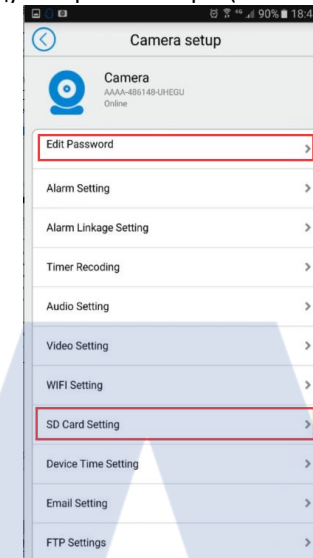 90% 18:4
Camera setup
Camera
AAAA-486148-UHEGU
Online
Edit Password
Alarm Setting
Alarm Linkage Setting
Timer Recoding
Audio Setting
Video Setting
WIFI Setting
SD Card Setting
Device Time Setting
Email Setting
FTP Settings